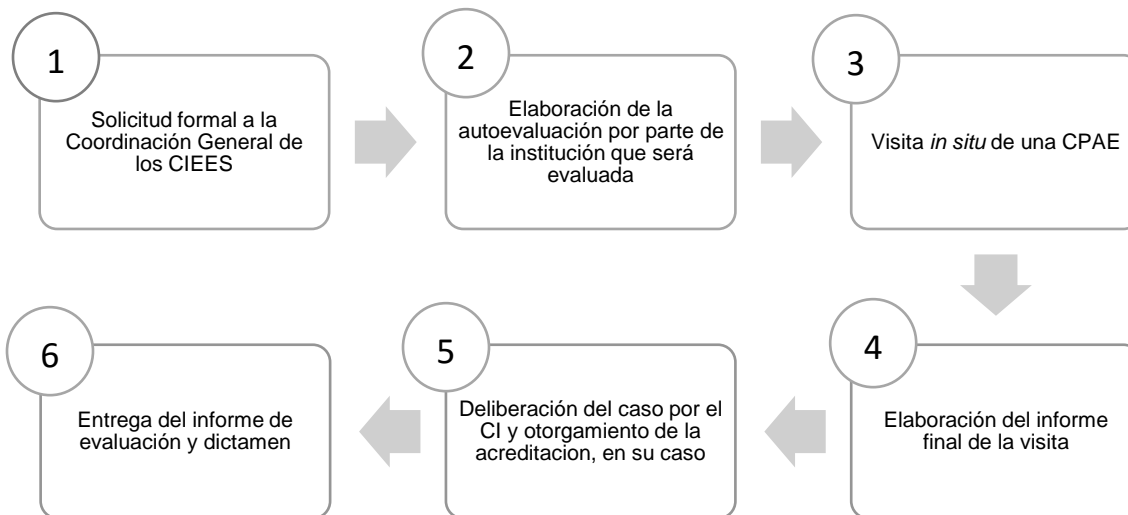 1
Solicitud formal a la
Coordinación General de
los CIEES
2
Elaboración de la
autoevaluación por parte de
la institución que será
evaluada
3
Visita in situ de una CPAE
4
Elaboración del informe
final de la visita
5
Deliberación del caso por el
CI y otorgamiento de la
acreditacion, en su caso
6
Entrega del informe de
evaluación y dictamen